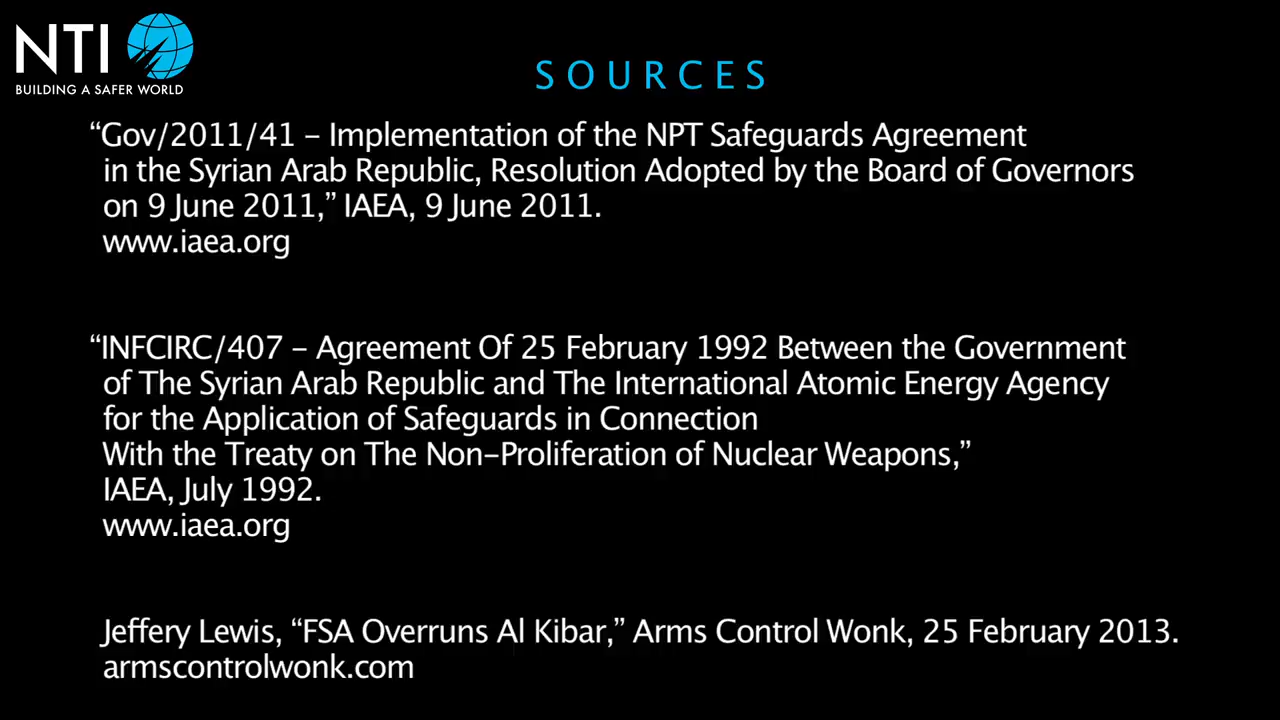 NTI
BUILDING A SAFER WORLD
SOURCES
“Gov/2011/41 – Implementation of the NPT Safeguards Agreement
in the Syrian Arab Republic, Resolution Adopted by the Board of Governors
on 9 June 2011,” IAEA, 9 June 2011.
www.iaea.org
“INFCIRC/407 – Agreement Of 25 February 1992 Between the Government
of The Syrian Arab Republic and The International Atomic Energy Agency
for the Application of Safeguards in Connection
With the Treaty on The Non–Proliferation of Nuclear Weapons,”
IAEA, July 1992.
www.iaea.org
Jeffery Lewis, “FSA Overruns Al Kibar,” Arms Control Wonk, 25 February 2013.
armscontrolwonk.com